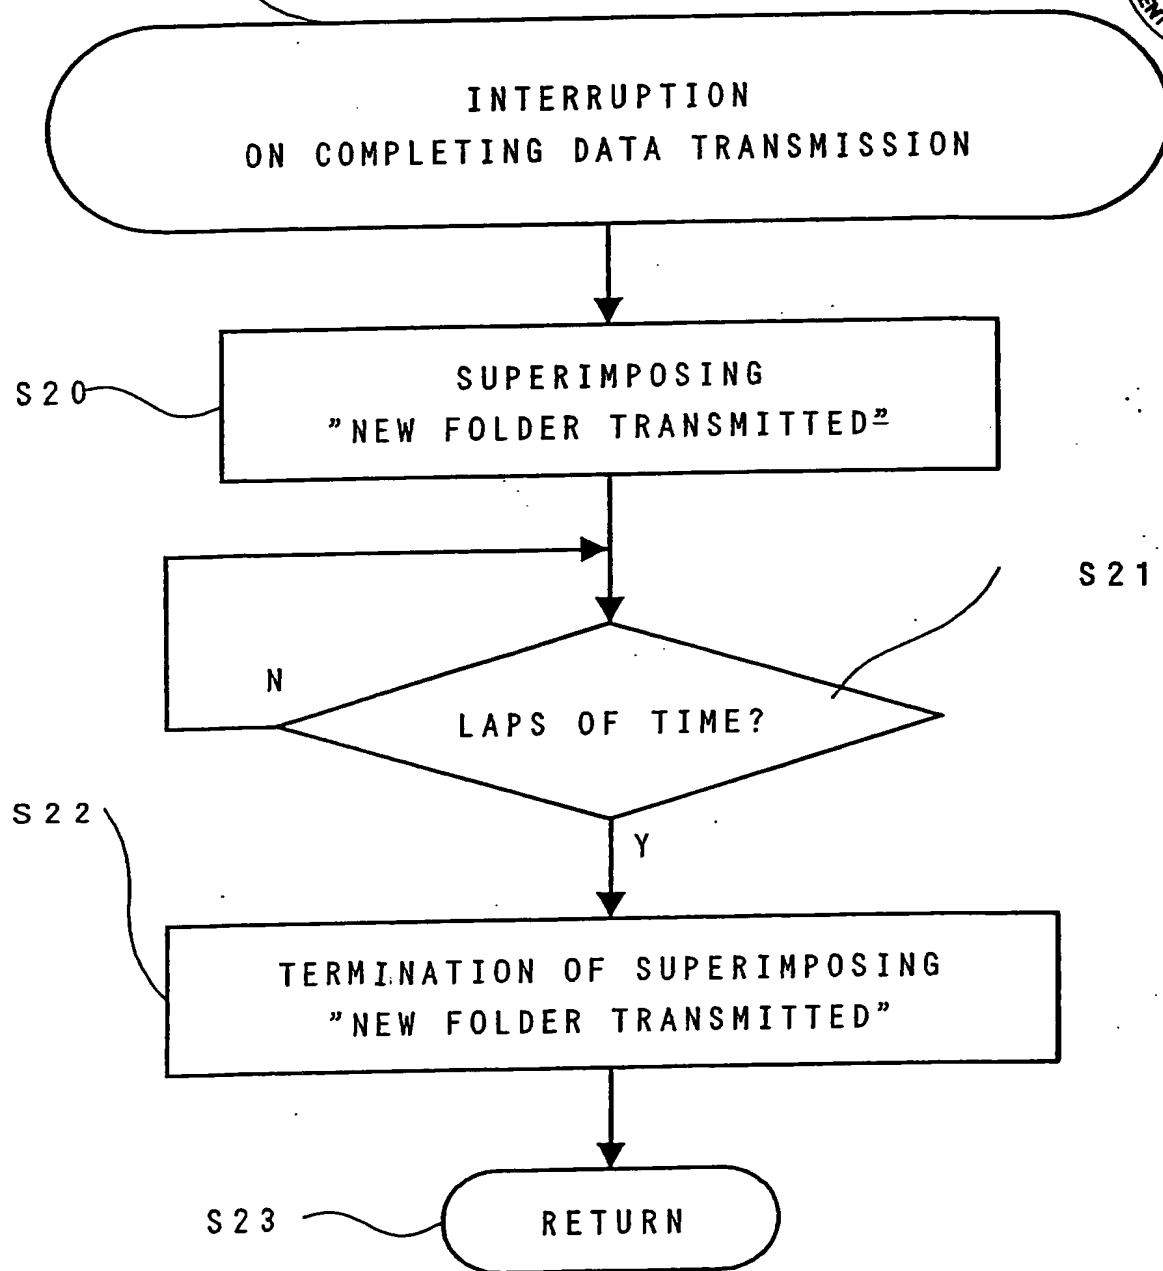 INTERRUPTION
ON COMPLETING DATA TRANSMISSION
S20
SUPERIMPOSING
"NEW FOLDER TRANSMITTED"
S21
N
LAPS OF TIME?
S22
Y
TERMINATION OF SUPERIMPOSING
"NEW FOLDER TRANSMITTED"
S23
RETURN